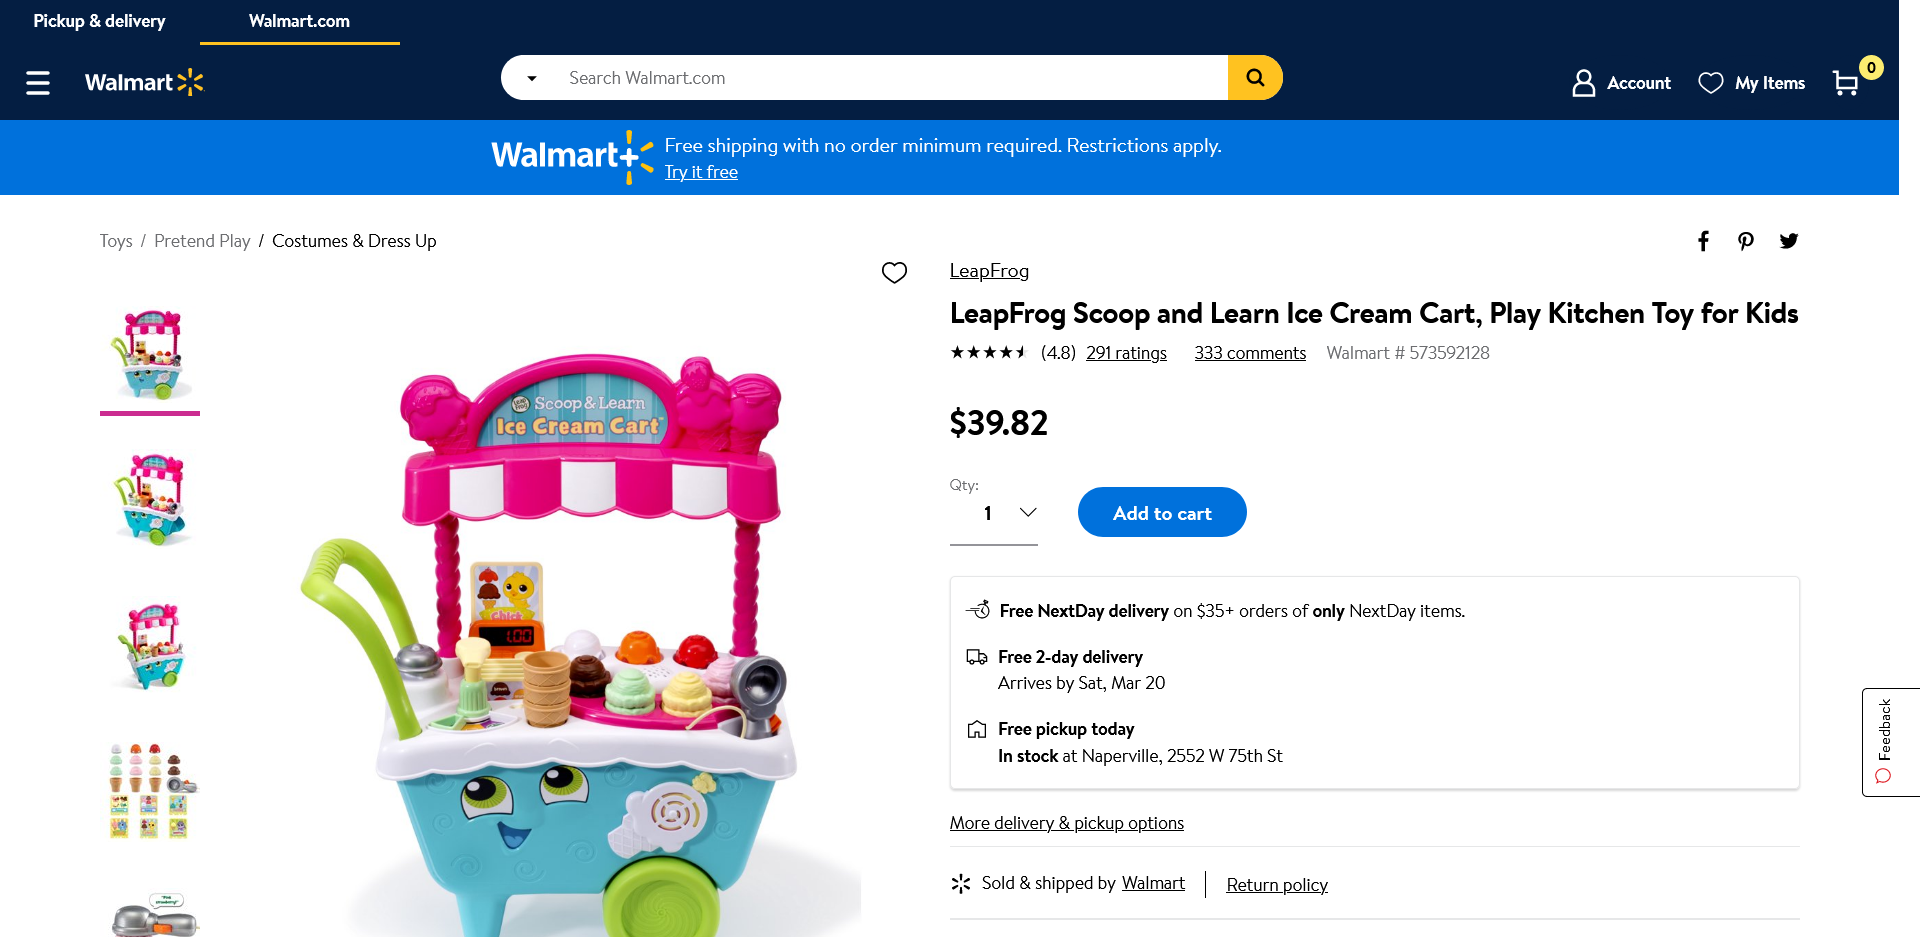 Pickup & delivery
Walmart.com
Walmart
Search Walmart.com
Account
My Items
0
Walmart+
Free shipping with no order minimum required. Restrictions apply.
Try it free
Toys / Pretend Play / Costumes & Dress Up
LeapFrog
LeapFrog Scoop and Learn Ice Cream Cart, Play Kitchen Toy for Kids
(4.8) 291 ratings 333 comments Walmart # 573592128
$39.82
Qty:
1
Add to cart
Free NextDay delivery on $35+ orders of only NextDay items.
Free 2-day delivery
Arrives by Sat, Mar 20
Free pickup today
In stock at Naperville, 2552 W 75th St
More delivery & pickup options
Sold & shipped by Walmart
Return policy
Feedback
Scoop & Learn
Ice Cream Cart
Chick
1.00